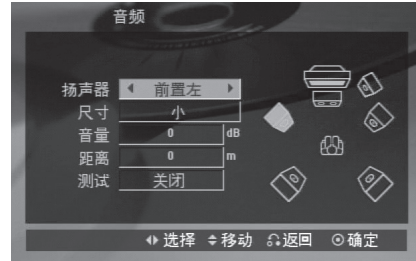 音频
扬声器 前置左
尺寸 小
音量 0 dB
距离 0 m
测试 关闭
选择 移动 返回 确定